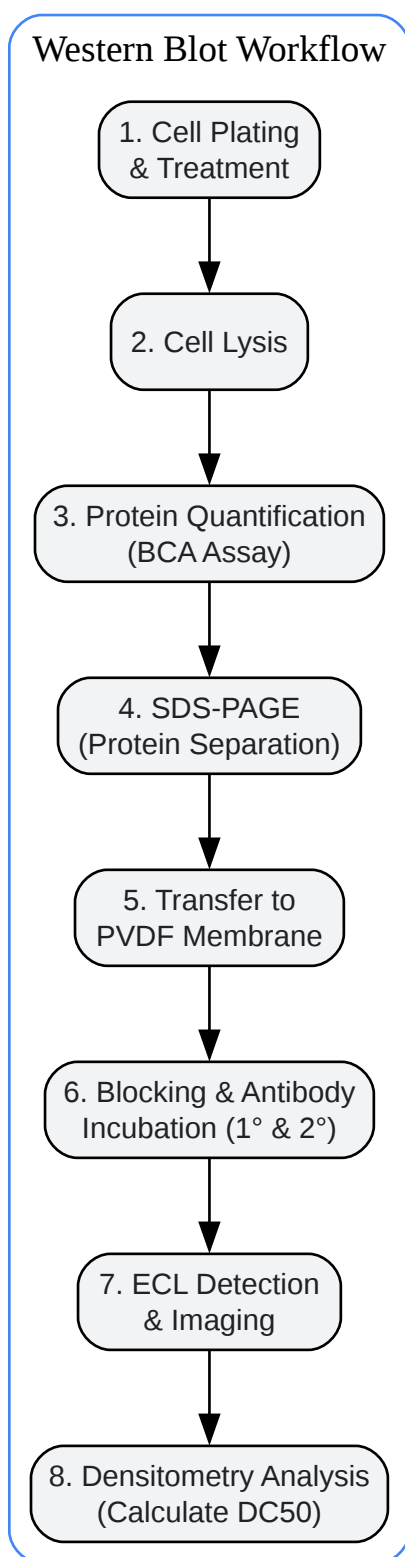 Western Blot Workflow
1. Cell Plating
& Treatment
2. Cell Lysis
3. Protein Quantification
(BCA Assay)
4. SDS-PAGE
(Protein Separation)
5. Transfer to
PVDF Membrane
6. Blocking & Antibody
Incubation (1° & 2°)
7. ECL Detection
& Imaging
8. Densitometry Analysis
(Calculate DC50)